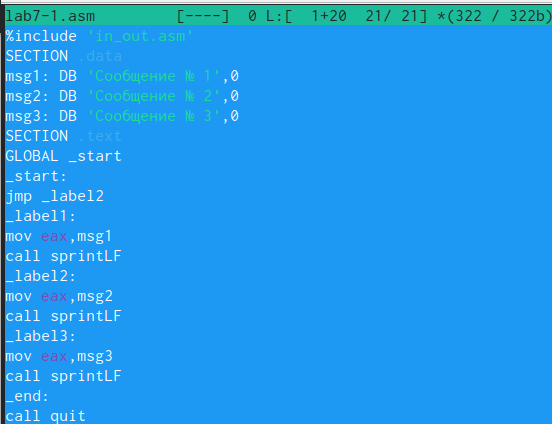 lab7-1.asm [----] 0 L:[ 1+20 21/ 21] *(322 / 322b)
%include 'in_out.asm'
SECTION .data
msg1: DB 'Сообщение № 1',0
msg2: DB 'Сообщение № 2',0
msg3: DB 'Сообщение № 3',0
SECTION .text
GLOBAL _start
_start:
jmp _label2
_label1:
mov eax,msg1
call sprintLF
_label2:
mov eax,msg2
call sprintLF
_label3:
mov eax,msg3
call sprintLF
_end:
call quit